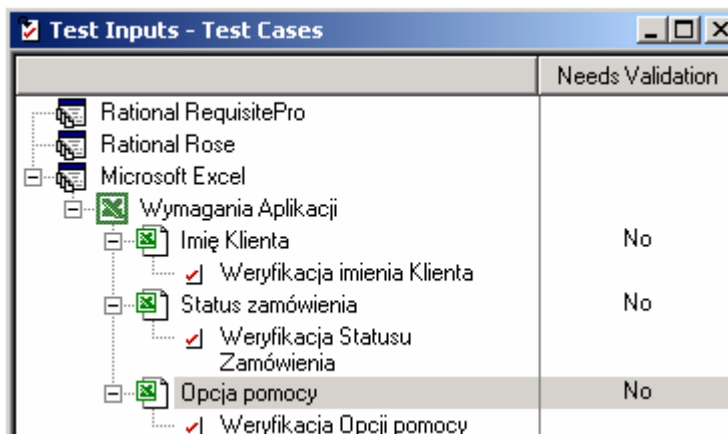 Test Inputs - Test Cases
Needs Validation
Rational RequisitePro
Rational Rose
Microsoft Excel
Wymagania Aplikacji
Imię Klienta No
Weryfikacja imienia Klienta
Status zamówienia No
Weryfikacja Statusu
Zamówienia
Opcja pomocy No
Weryfikacja Opcji pomocy